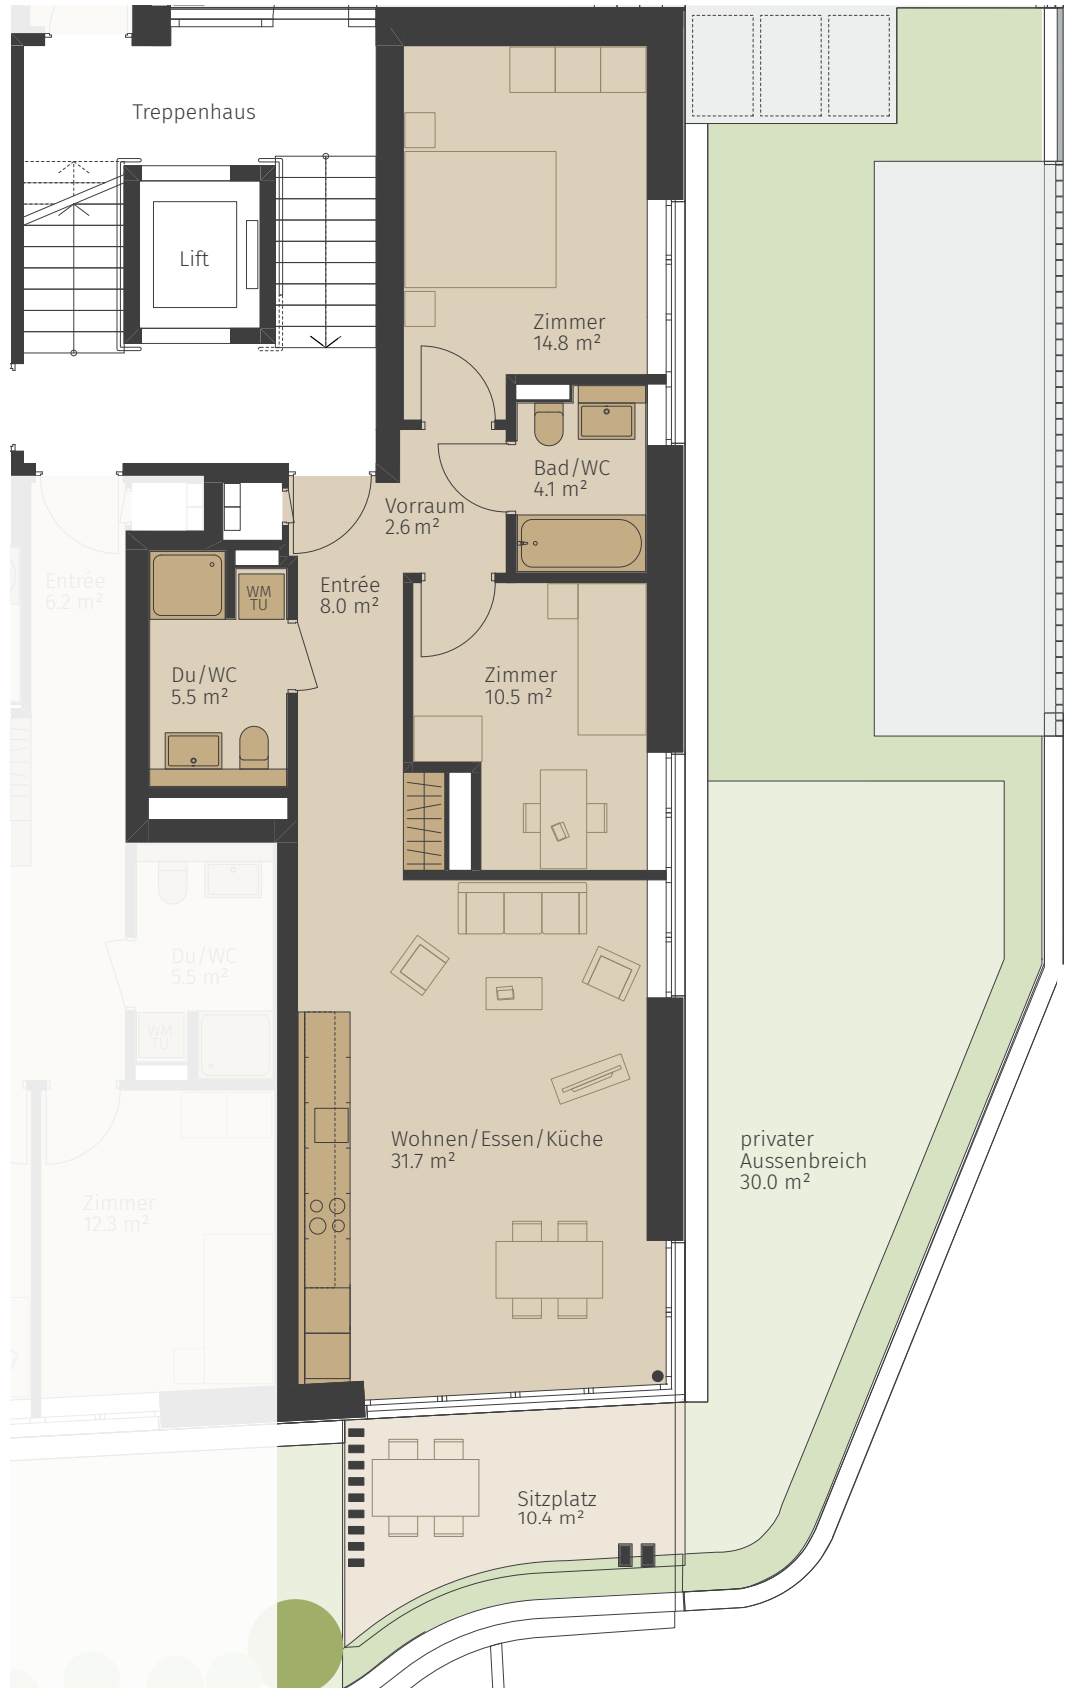 Treppenhaus
Lift
Zimmer
14.8 m²
Bad/WC
4.1 m²
Vorraum
2.6 m²
Entrée
6.2 m²
Entrée
8.0 m²
WM
TU
Du/WC
5.5 m²
Zimmer
10.5 m²
Du/WC
5.5 m²
WM
TU
Wohnen/Essen/Küche
31.7 m²
privater
Aussenbreich
30.0 m²
Zimmer
12.3 m²
Sitzplatz
10.4 m²